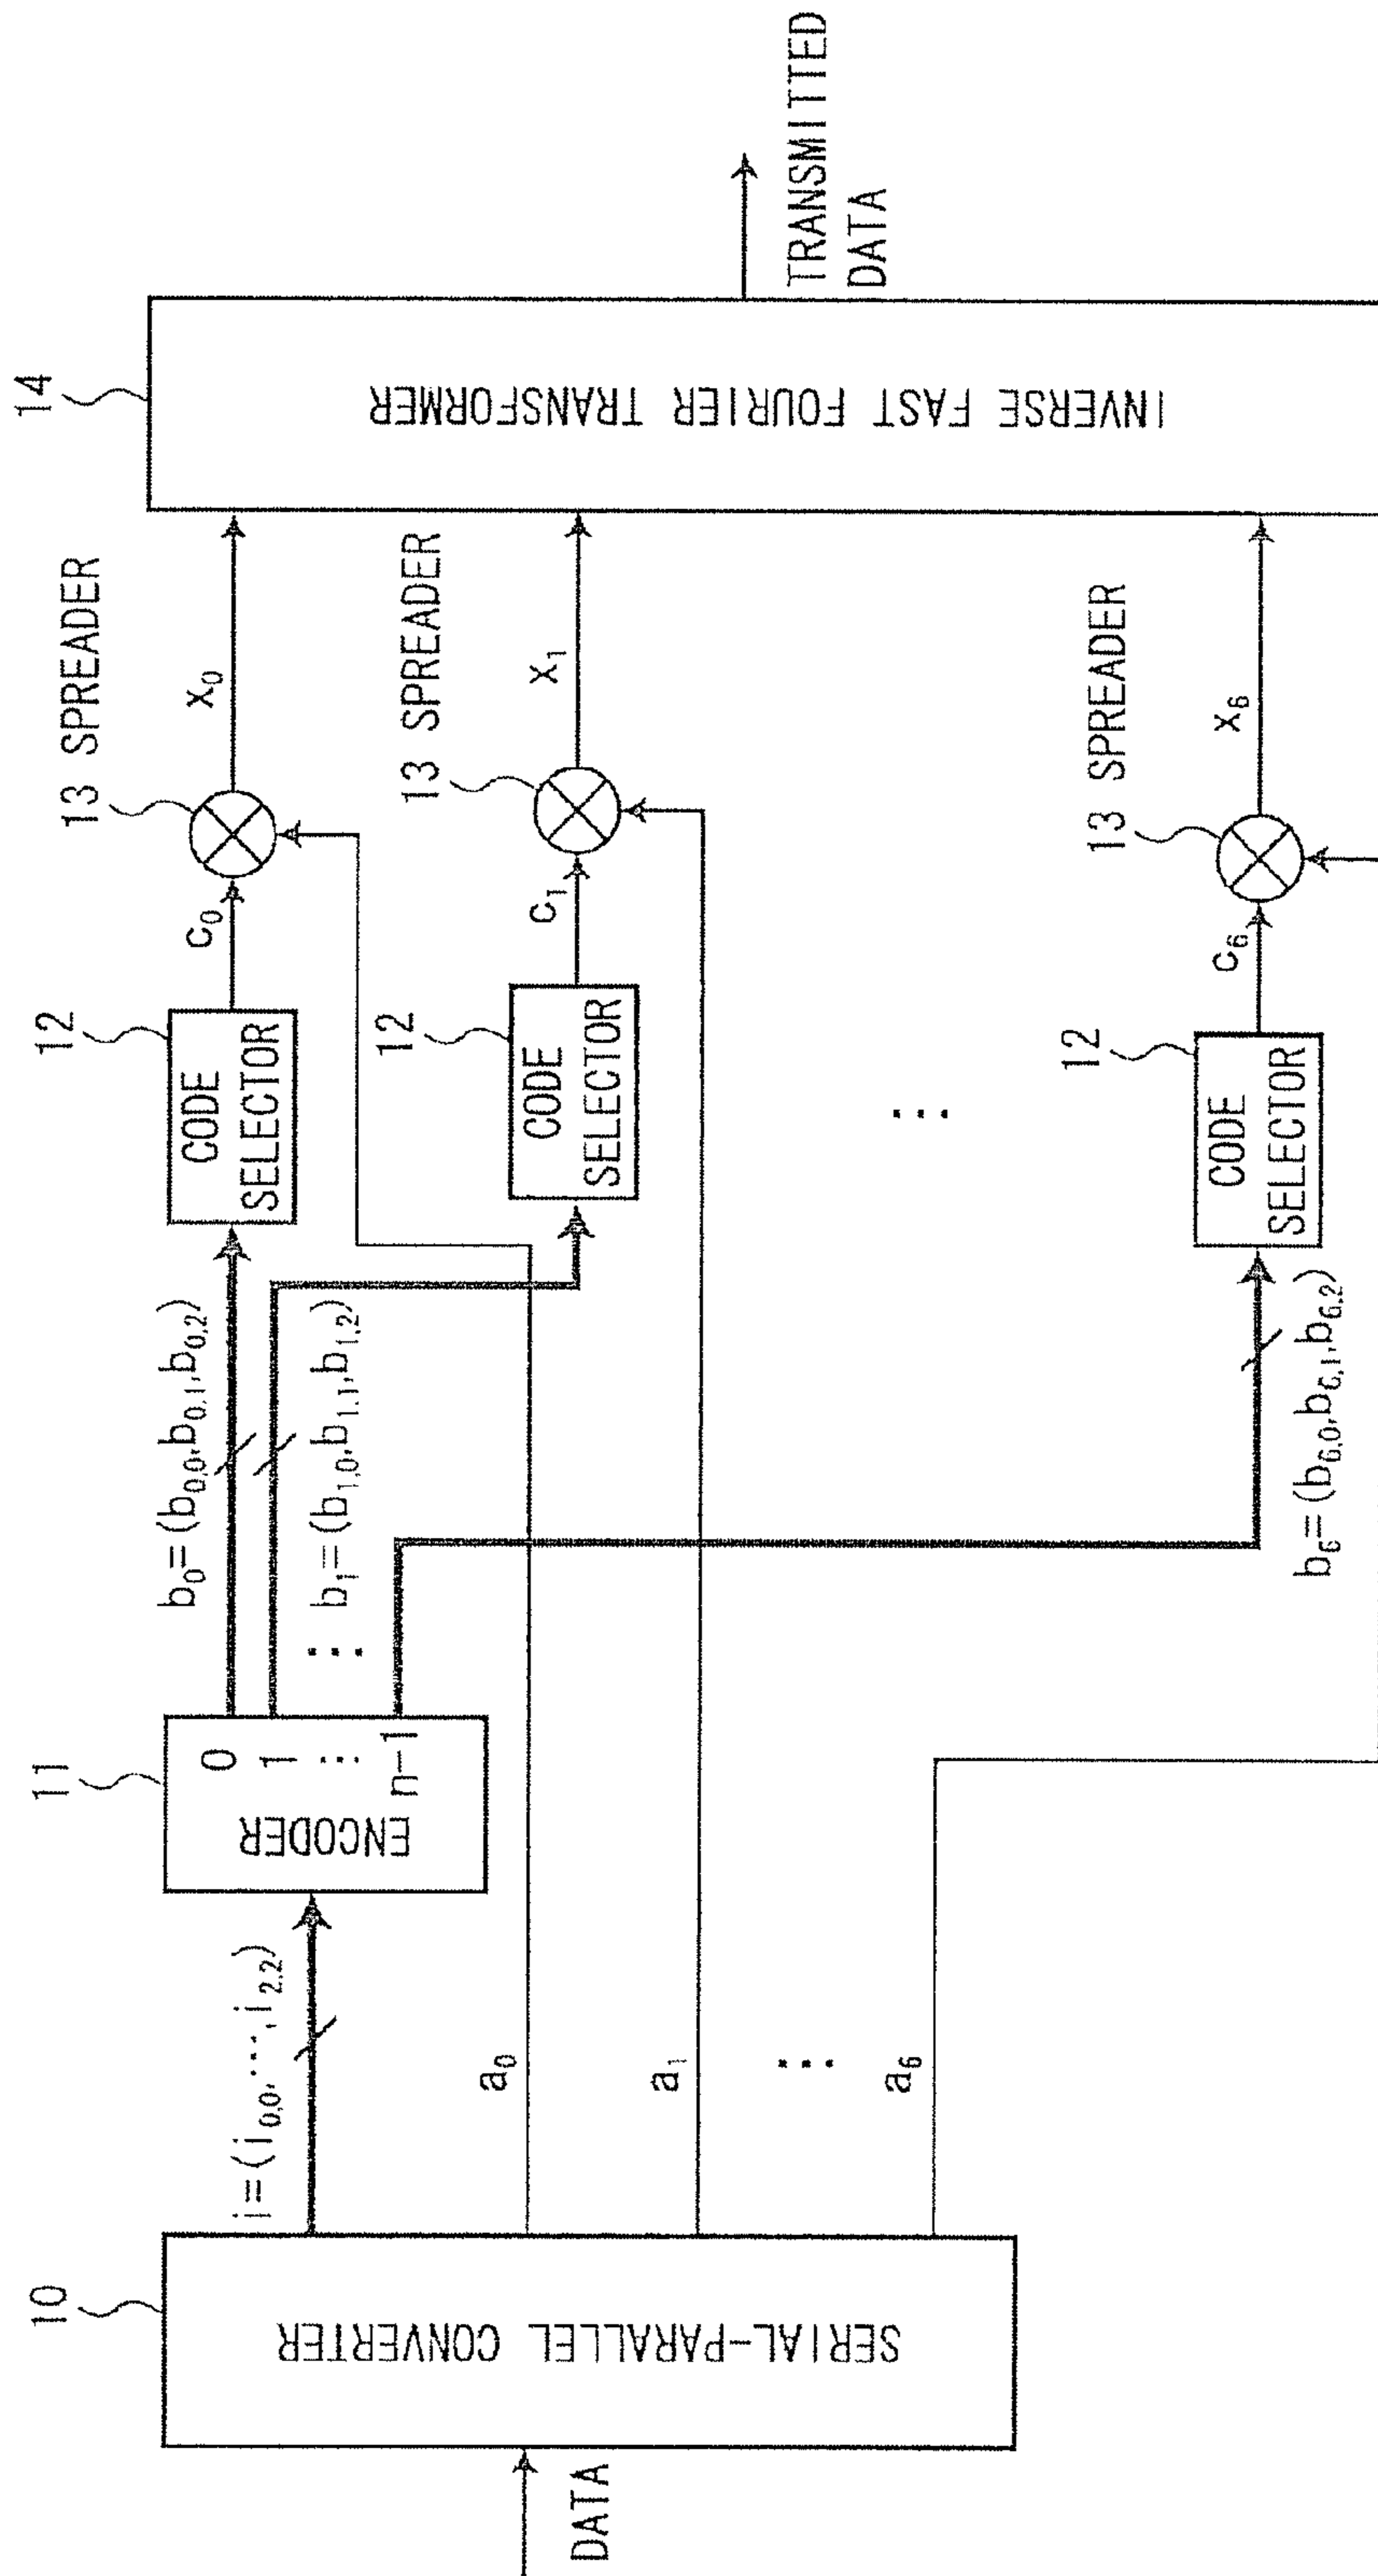 DATA
10
SERIAL-PARALLEL CONVERTER
i=(i0,0,⋯,i2,2)
a0
a1
⋯
a6
11
ENCODER
0
1
⋯
n-1
b0=(b0,0,b0,1,b0,2)
b1=(b1,0,b1,1,b1,2)
⋯
b6=(b6,0,b6,1,b6,2)
12
CODE
SELECTOR
12
CODE
SELECTOR
⋯
12
CODE
SELECTOR
c0
c1
c6
13 SPREADER
13 SPREADER
13 SPREADER
x0
x1
x6
14
INVERSE FAST FOURIER TRANSFORMER
TRANSMITTED
DATA